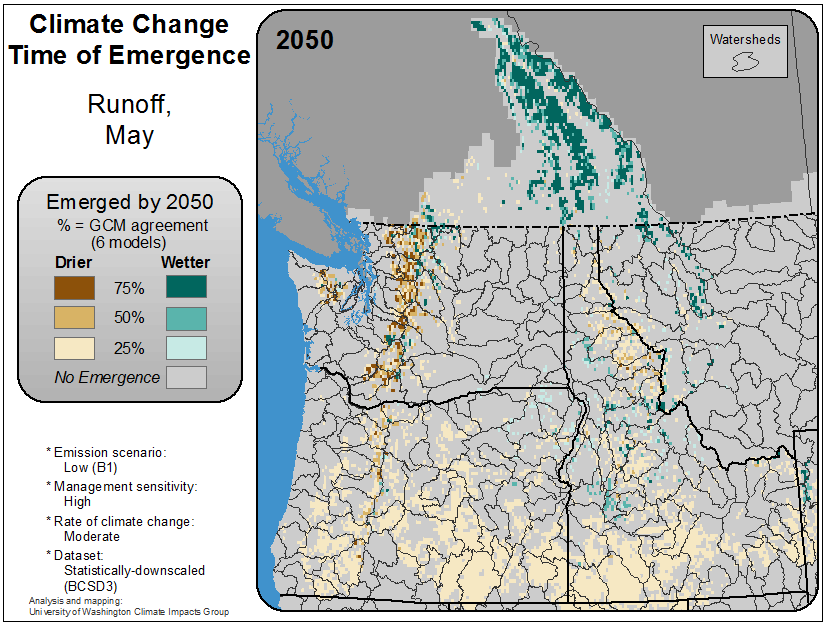 Climate Change
Time of Emergence
Runoff,
May
Emerged by 2050
% = GCM agreement
(6 models)
Drier Wetter
75%
50%
25%
No Emergence
* Emission scenario:
Low (B1)
* Management sensitivity:
High
* Rate of climate change:
Moderate
* Dataset:
Statistically-downscaled
(BCSD3)
Analysis and mapping:
University of Washington Climate Impacts Group
2050
Watersheds